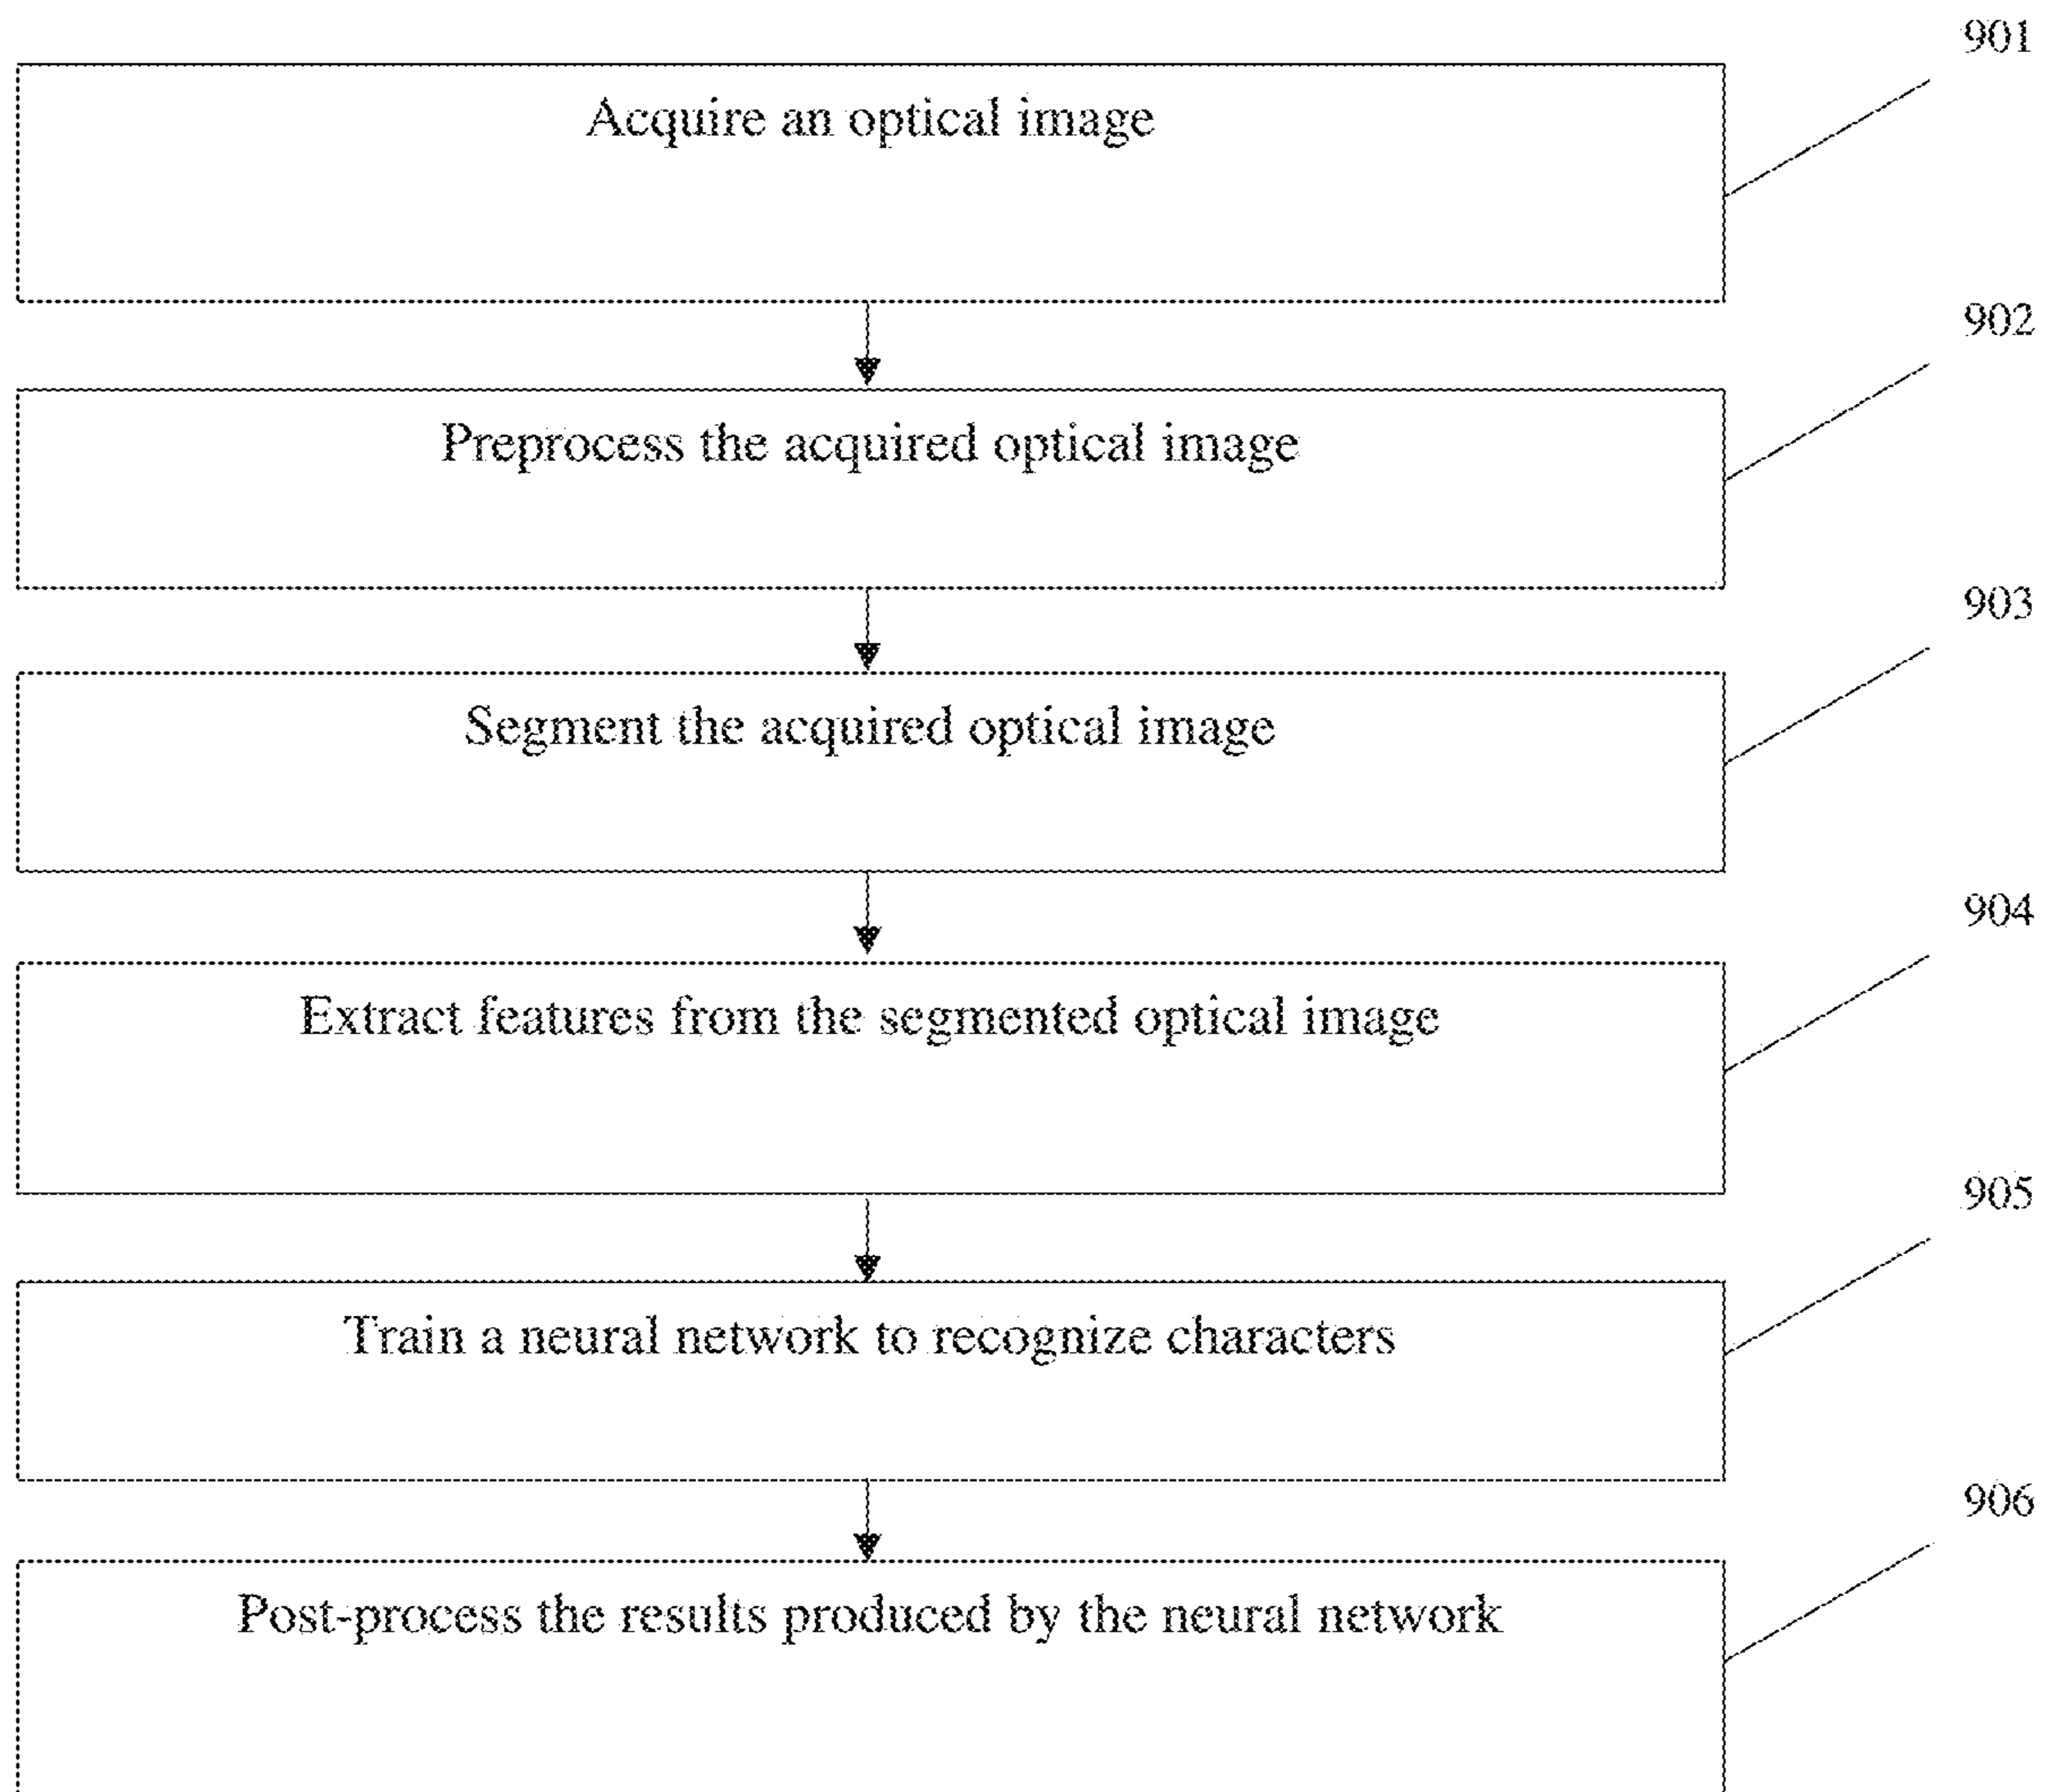 901
Acquire an optical image
902
Preprocess the acquired optical image
903
Segment the acquired optical image
904
Extract features from the segmented optical image
905
Train a neural network to recognize characters
906
Post-process the results produced by the neural network